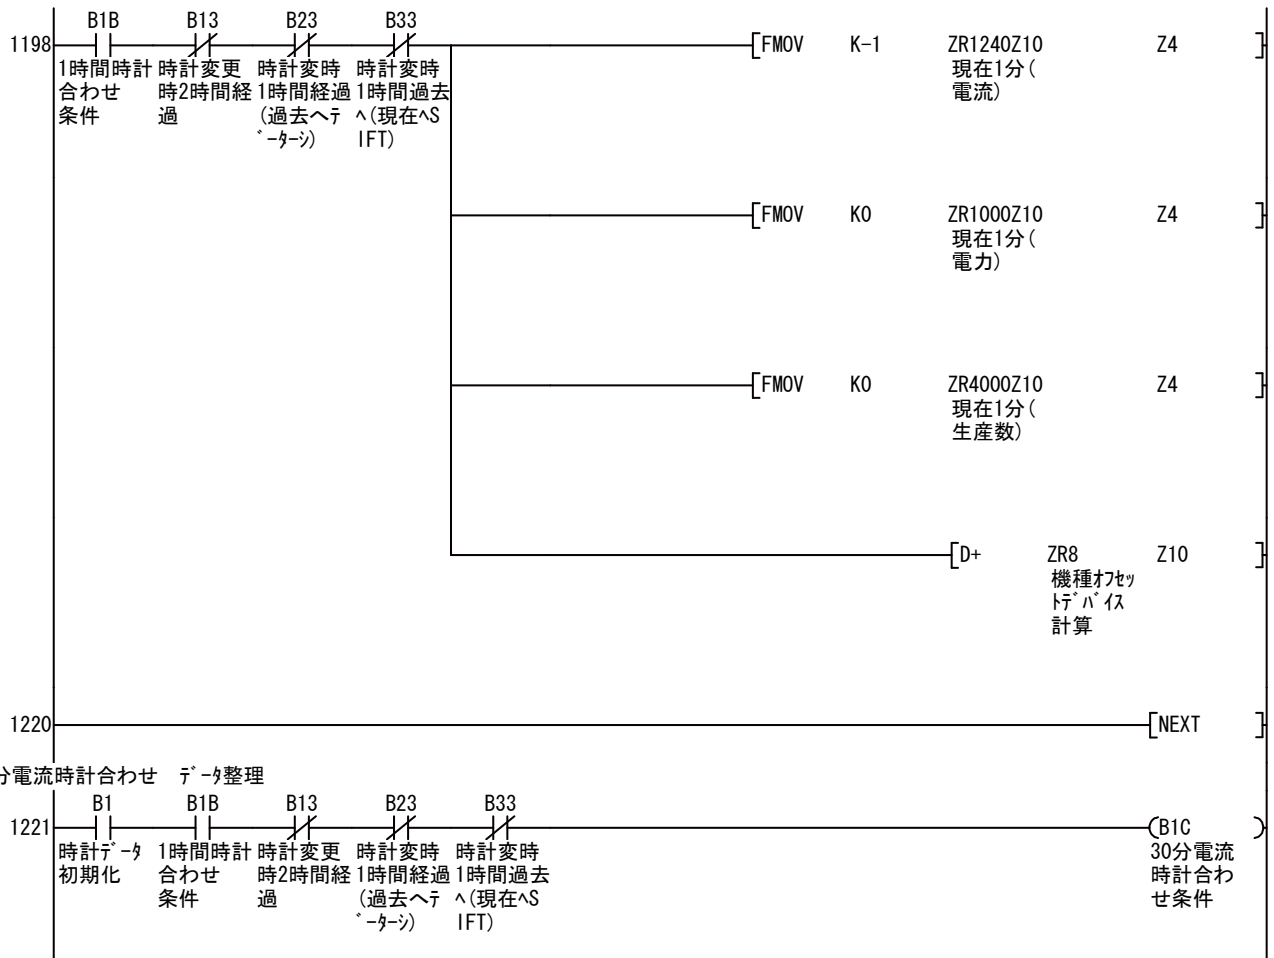 B1B B13 B23 B33
1198 [FMOV K-1 ZR1240Z10 Z4 ]
1時間時計 時計変更 時計変時 時計変時 現在1分(
合わせ 時2時間経 1時間経過 1時間過去 電流)
条件 過 (過去へデ へ(現在へS
ータシ) IFT)
[FMOV K0 ZR1000Z10 Z4 ]
現在1分(
電力)
[FMOV K0 ZR4000Z10 Z4 ]
現在1分(
生産数)
[D+ ZR8 Z10 ]
機種オフセッ
トデバイス
計算
1220 [NEXT ]
分電流時計合わせ データ整理
B1 B1B B13 B23 B33
1221 (B1C )
時計データ 1時間時計 時計変更 時計変時 時計変時 30分電流
初期化 合わせ 時2時間経 1時間経過 1時間過去 時計合わ
条件 過 (過去へデ へ(現在へS せ条件
ータシ) IFT)